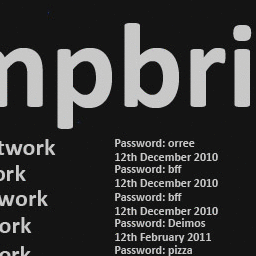 mpbri
twork
ork
work
ork
ork
Password: orree
12th December 2010
Password: bff
12th December 2010
Password: bff
12th December 2010
Password: Deimos
12th February 2011
Password: pizza